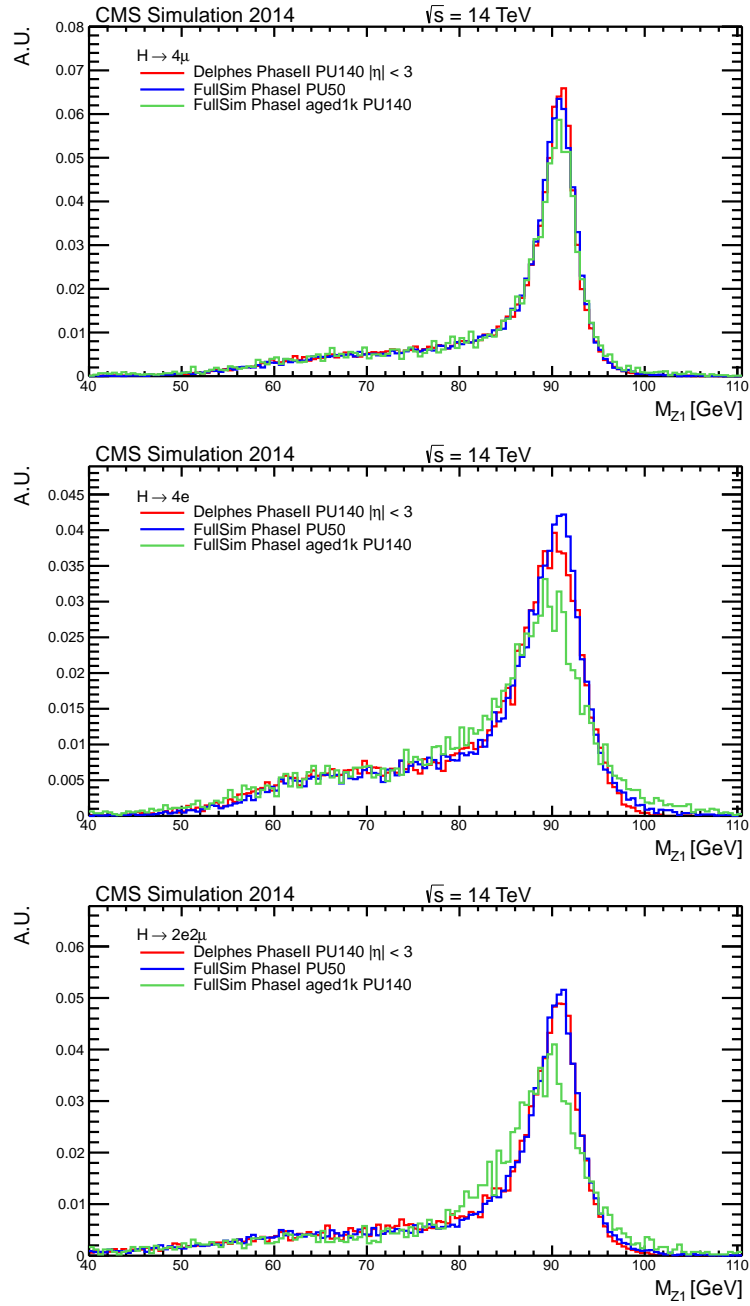 CMS Simulation 2014 √s = 14 TeV
A.U.
0.08
H → 4μ
Delphes PhaseII PU140 |η| < 3
0.07
FullSim PhaseI PU50
FullSim PhaseI aged1k PU140
0.06
0.05
0.04
0.03
0.02
0.01
0
40 50 60 70 80 90 100 110
M_Z1 [GeV]
CMS Simulation 2014 √s = 14 TeV
A.U.
0.045
H → 4e
Delphes PhaseII PU140 |η| < 3
0.04
FullSim PhaseI PU50
FullSim PhaseI aged1k PU140
0.035
0.03
0.025
0.02
0.015
0.01
0.005
0
40 50 60 70 80 90 100 110
M_Z1 [GeV]
CMS Simulation 2014 √s = 14 TeV
A.U.
H → 2e2μ
0.06
Delphes PhaseII PU140 |η| < 3
FullSim PhaseI PU50
FullSim PhaseI aged1k PU140
0.05
0.04
0.03
0.02
0.01
0
40 50 60 70 80 90 100 110
M_Z1 [GeV]